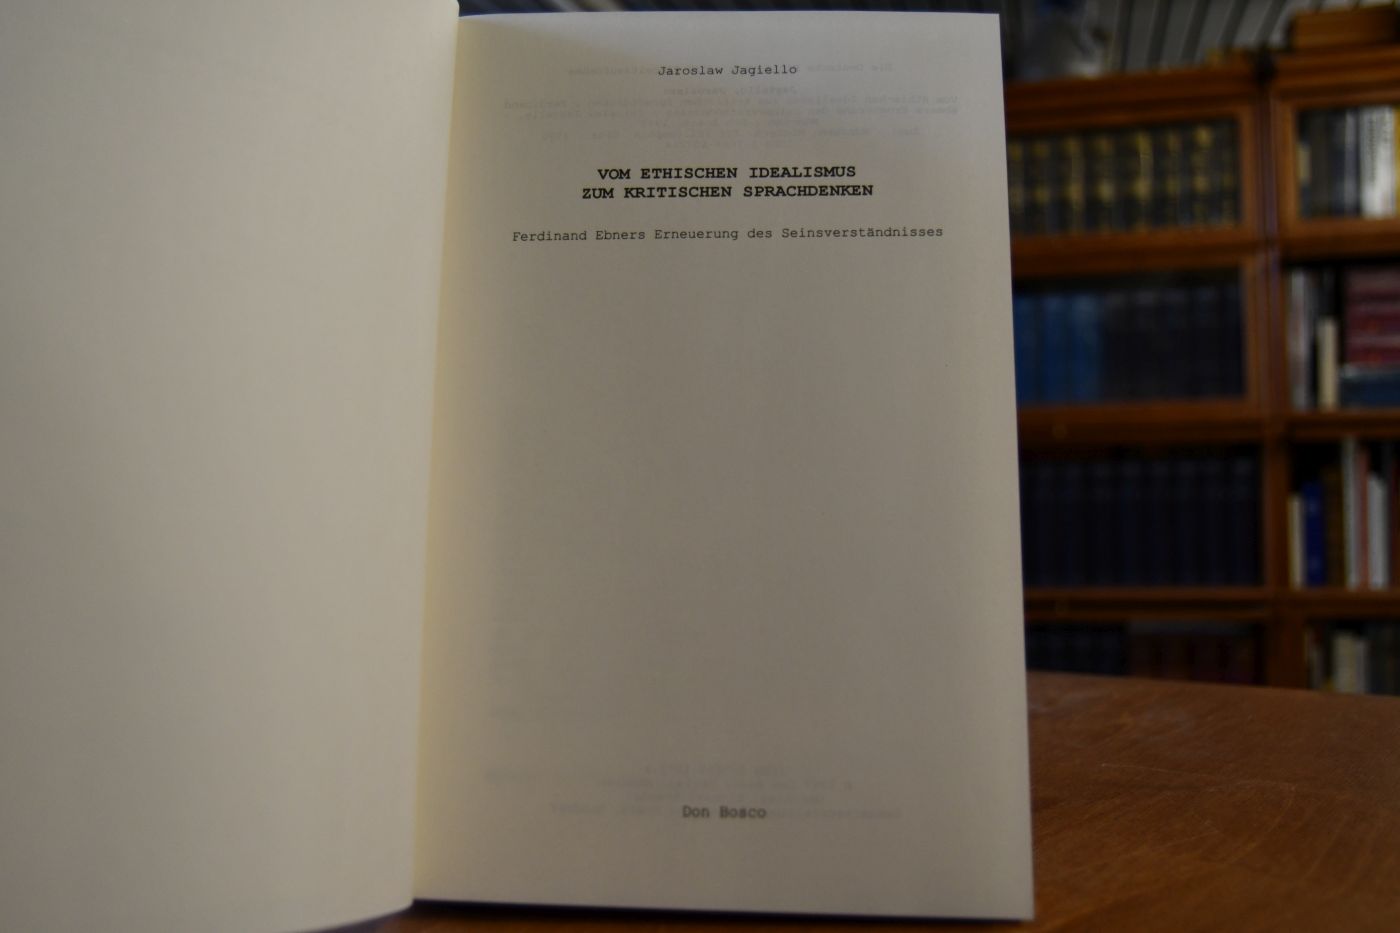 Jaroslaw Jagiello
VOM ETHISCHEN IDEALISMUS
ZUM KRITISCHEN SPRACHDENKEN
Ferdinand Ebners Erneuerung des Seinsverständnisses
Don Bosco